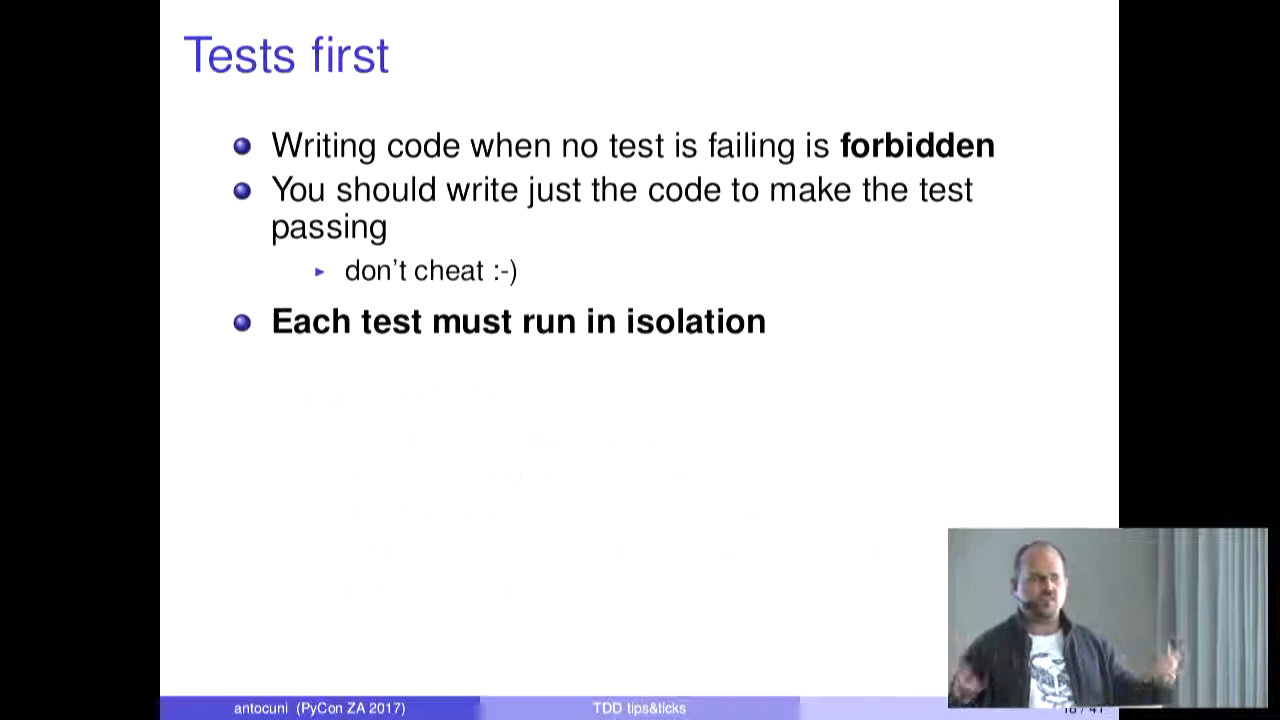 Tests first
Writing code when no test is failing is forbidden
You should write just the code to make the test
passing
don't cheat :-)
Each test must run in isolation
antocuni (PyCon ZA 2017)
TDD tips&ticks